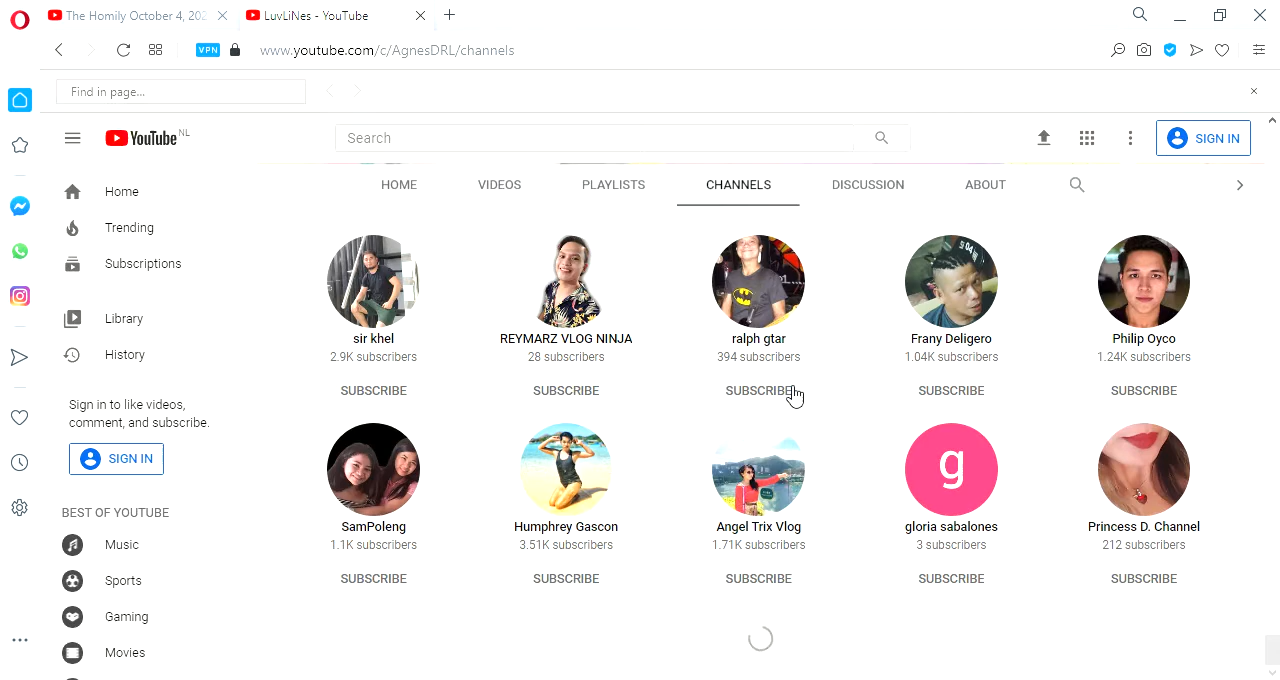 The Homily October 4, 202
LuvLiNes - YouTube
VPN
www.youtube.com/c/AgnesDRL/channels
Find in page...
YouTube NL
Search
SIGN IN
HOME VIDEOS PLAYLISTS CHANNELS DISCUSSION ABOUT
Home
Trending
Subscriptions
Library
History
Sign in to like videos,
comment, and subscribe.
SIGN IN
BEST OF YOUTUBE
Music
Sports
Gaming
Movies
sir khel REYMARZ VLOG NINJA ralph gtar Frany Deligero Philip Oyco
2.9K subscribers 28 subscribers 394 subscribers 1.04K subscribers 1.24K subscribers
SUBSCRIBE SUBSCRIBE SUBSCRIBE SUBSCRIBE SUBSCRIBE
g
SamPoleng Humphrey Gascon Angel Trix Vlog gloria sabalones Princess D. Channel
1.1K subscribers 3.51K subscribers 1.71K subscribers 3 subscribers 212 subscribers
SUBSCRIBE SUBSCRIBE SUBSCRIBE SUBSCRIBE SUBSCRIBE